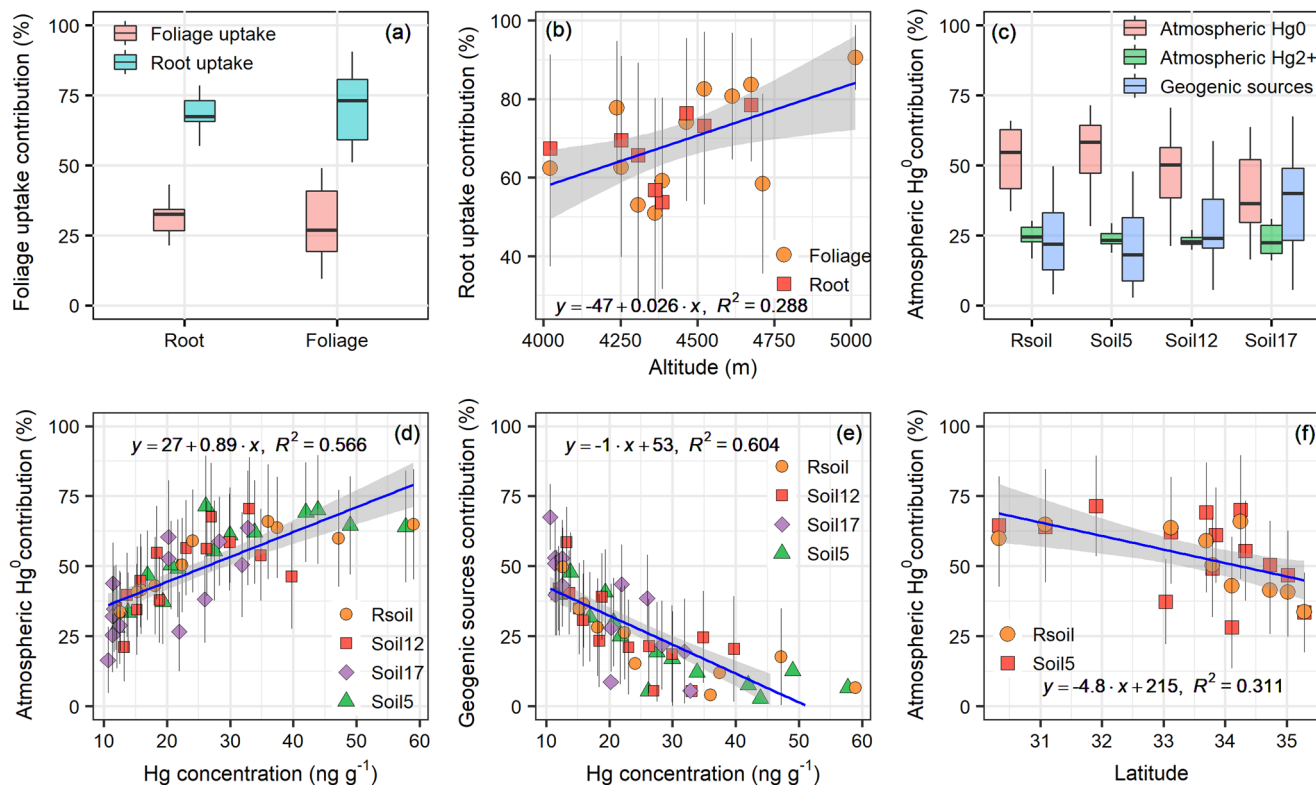 Foliage uptake contribution (%)
100
75
50
25
0
(a)
Foliage uptake
Root uptake
Root
Foliage
Root uptake contribution (%)
100
80
60
40
(b)
Foliage
Root
y = -47 + 0.026 · x, R² = 0.288
4000
4250
4500
4750
5000
Altitude (m)
Atmospheric Hg⁰ contribution (%)
100
75
50
25
0
(c)
Atmospheric Hg0
Atmospheric Hg2+
Geogenic sources
Rsoil
Soil5
Soil12
Soil17
Atmospheric Hg⁰ contribution (%)
100
75
50
25
0
y = 27 + 0.89 · x, R² = 0.566
(d)
Rsoil
Soil12
Soil17
Soil5
10
20
30
40
50
60
Hg concentration (ng g⁻¹)
Geogenic sources contribution (%)
100
75
50
25
0
y = -1 · x + 53, R² = 0.604
(e)
Rsoil
Soil12
Soil17
Soil5
10
20
30
40
50
60
Hg concentration (ng g⁻¹)
Atmospheric Hg⁰ contribution (%)
100
75
50
25
0
(f)
Rsoil
Soil5
y = -4.8 · x + 215, R² = 0.311
31
32
33
34
35
Latitude